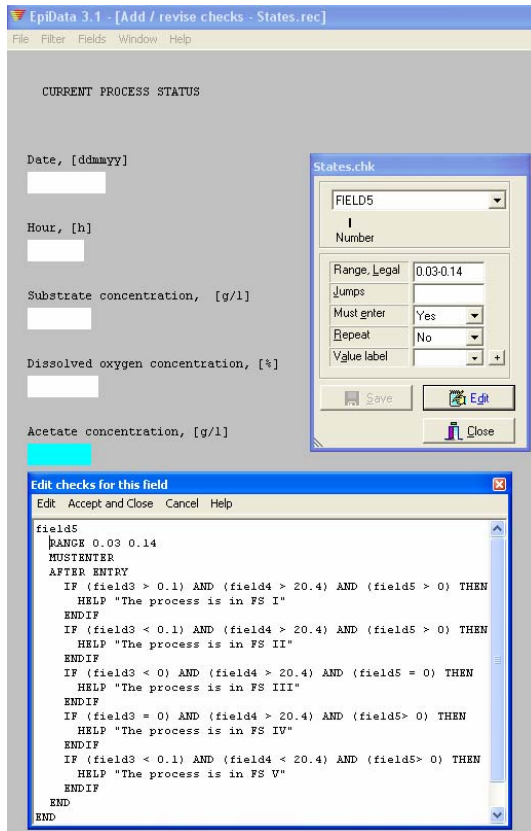 EpiData 3.1 - [Add / revise checks - States.rec]
File Filter Fields Window Help
CURRENT PROCESS STATUS
Date, [ddmmyy]
Hour, [h]
Substrate concentration, [g/l]
Dissolved oxygen concentration, [%]
Acetate concentration, [g/l]
States.chk
FIELD5
Number
Range, Legal 0.03-0.14
Jumps
Must enter Yes
Repeat No
Value label +
Save Edit
Close
Edit checks for this field
Edit Accept and Close Cancel Help
field5
RANGE 0.03 0.14
MUSTENTER
AFTER ENTRY
IF (field3 > 0.1) AND (field4 > 20.4) AND (field5 > 0) THEN
HELP "The process is in FS I"
ENDIF
IF (field3 < 0.1) AND (field4 > 20.4) AND (field5 > 0) THEN
HELP "The process is in FS II"
ENDIF
IF (field3 < 0) AND (field4 > 20.4) AND (field5 = 0) THEN
HELP "The process is in FS III"
ENDIF
IF (field3 = 0) AND (field4 > 20.4) AND (field5> 0) THEN
HELP "The process is in FS IV"
ENDIF
IF (field3 < 0.1) AND (field4 < 20.4) AND (field5> 0) THEN
HELP "The process is in FS V"
ENDIF
END
END